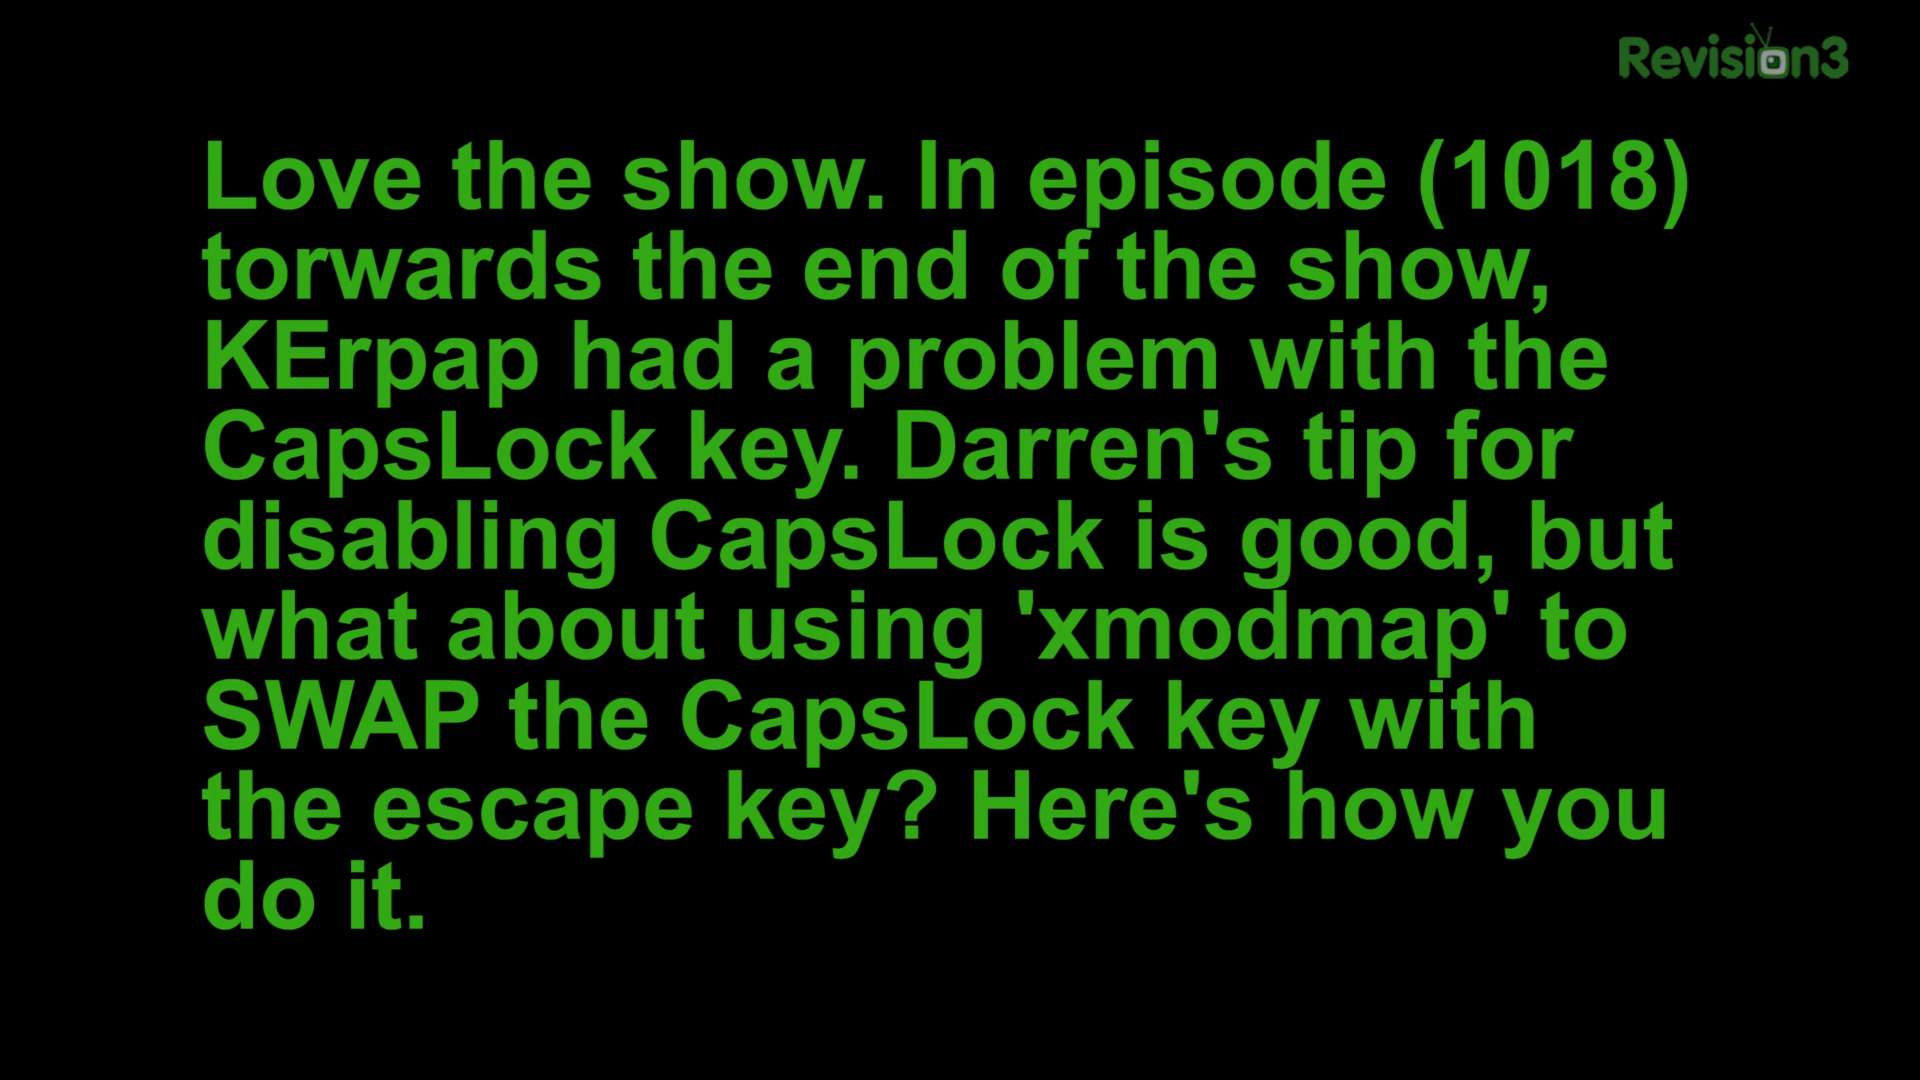 Revision3
Love the show. In episode (1018)
torwards the end of the show,
KErpap had a problem with the
CapsLock key. Darren's tip for
disabling CapsLock is good, but
what about using 'xmodmap' to
SWAP the CapsLock key with
the escape key? Here's how you
do it.